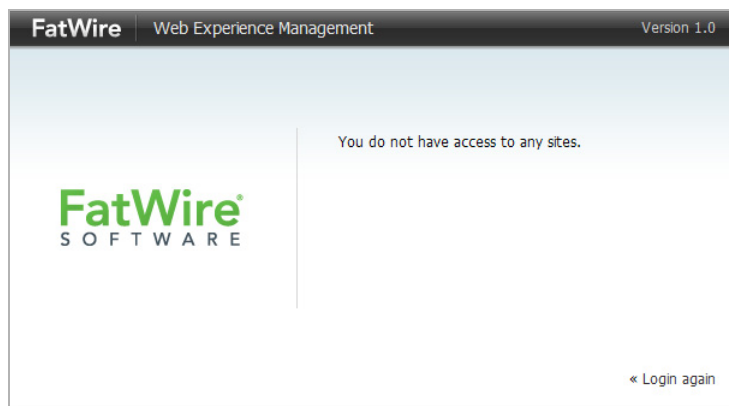 FatWire Web Experience Management Version 1.0
You do not have access to any sites.
FatWire®
SOFTWARE
« Login again